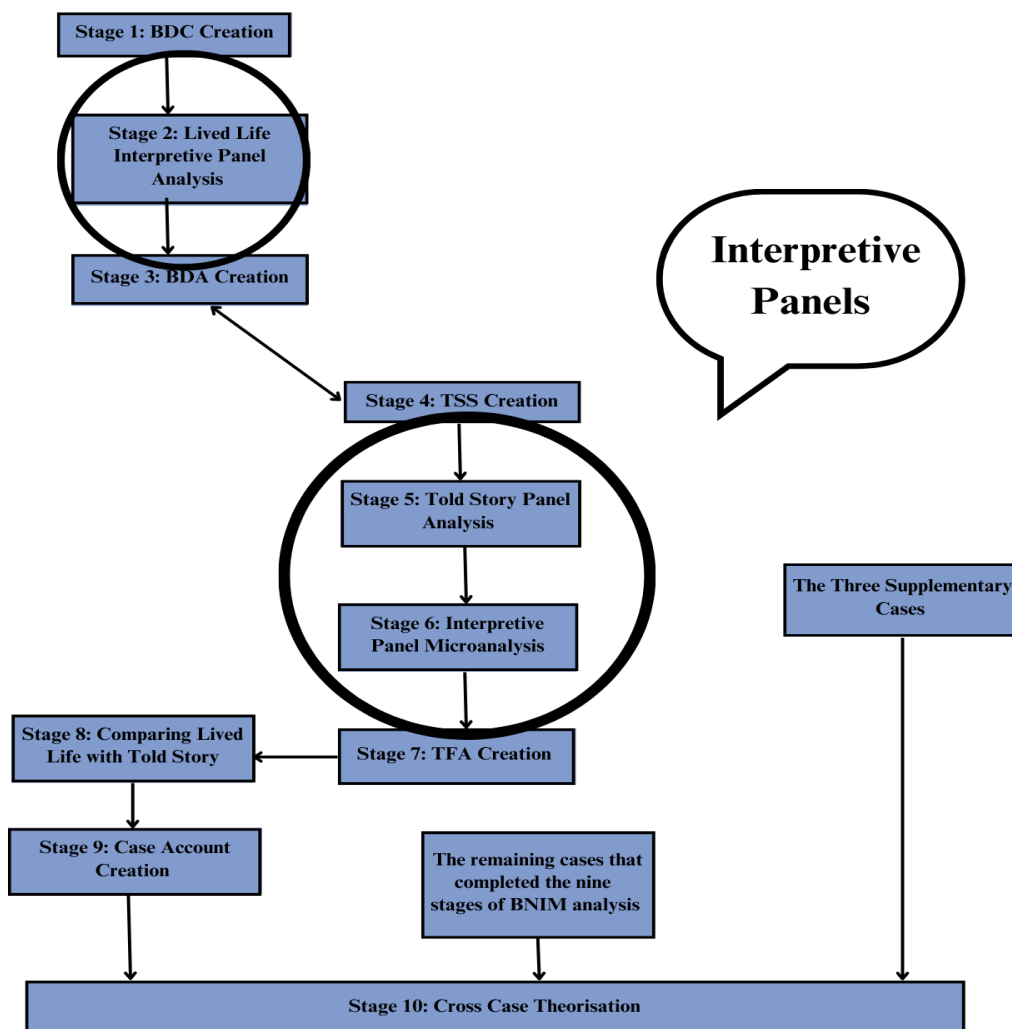 Stage 1: BDC Creation
Stage 2: Lived Life
Interpretive Panel
Analysis
Stage 3: BDA Creation
Interpretive
Panels
Stage 4: TSS Creation
Stage 5: Told Story Panel
Analysis
Stage 6: Interpretive
Panel Microanalysis
The Three Supplementary
Cases
Stage 7: TFA Creation
Stage 8: Comparing Lived
Life with Told Story
Stage 9: Case Account
Creation
The remaining cases that
completed the nine
stages of BNIM analysis
Stage 10: Cross Case Theorisation